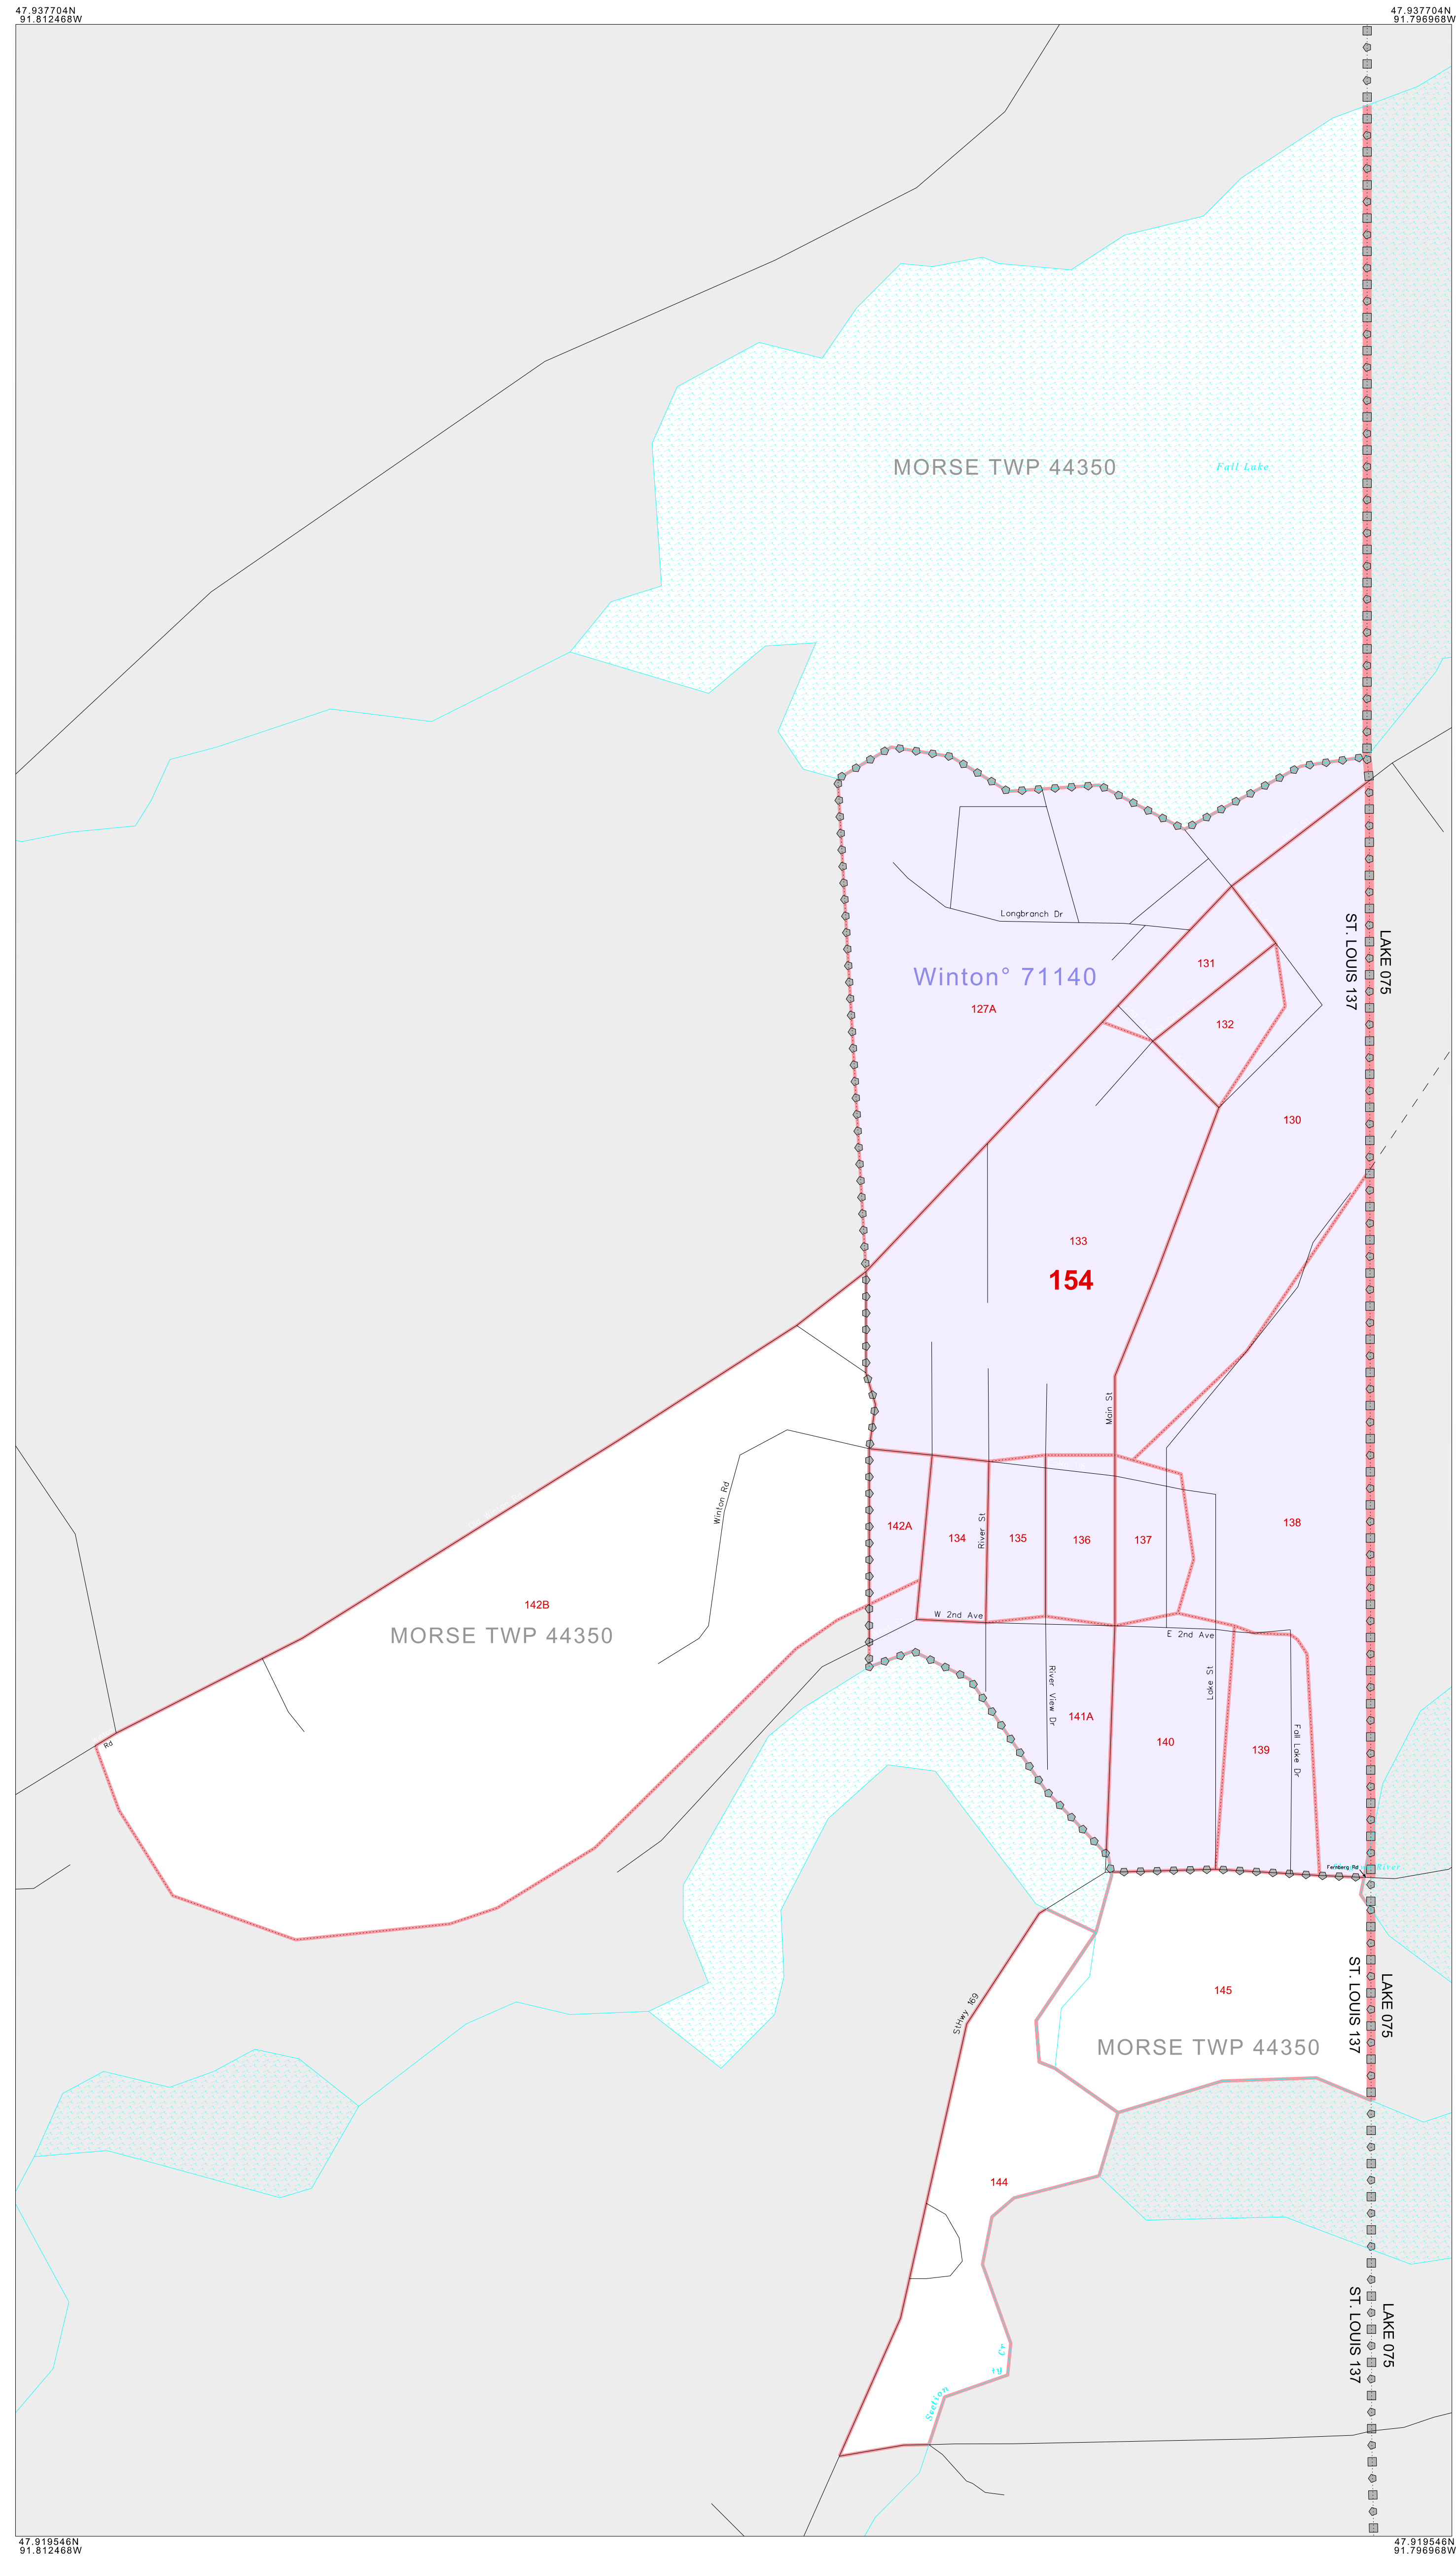 47.937704N
91.812468W
47.937704N
91.796968W
MORSE TWP 44350
Fall Lake
Longbranch Dr
ST. LOUIS 137
LAKE 075
131
Winton° 71140
127A
132
130
133
154
Main St
Winton Rd
142A
134
River St
135
136
137
138
142B
MORSE TWP 44350
W 2nd Ave
E 2nd Ave
River View Dr
Lake St
141A
140
139
Fall Lake Dr
Rd
Fernberg Rd
River
ST. LOUIS 137
LAKE 075
145
StHwy 169
MORSE TWP 44350
144
ST. LOUIS 137
LAKE 075
Section
Cr
47.919546N
91.812468W
47.919546N
91.796968W